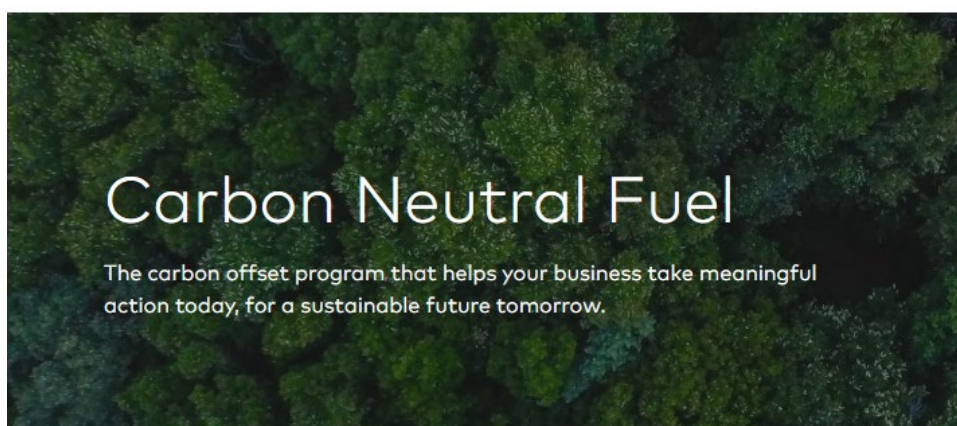 Carbon Neutral Fuel
The carbon offset program that helps your business take meaningful
action today, for a sustainable future tomorrow.